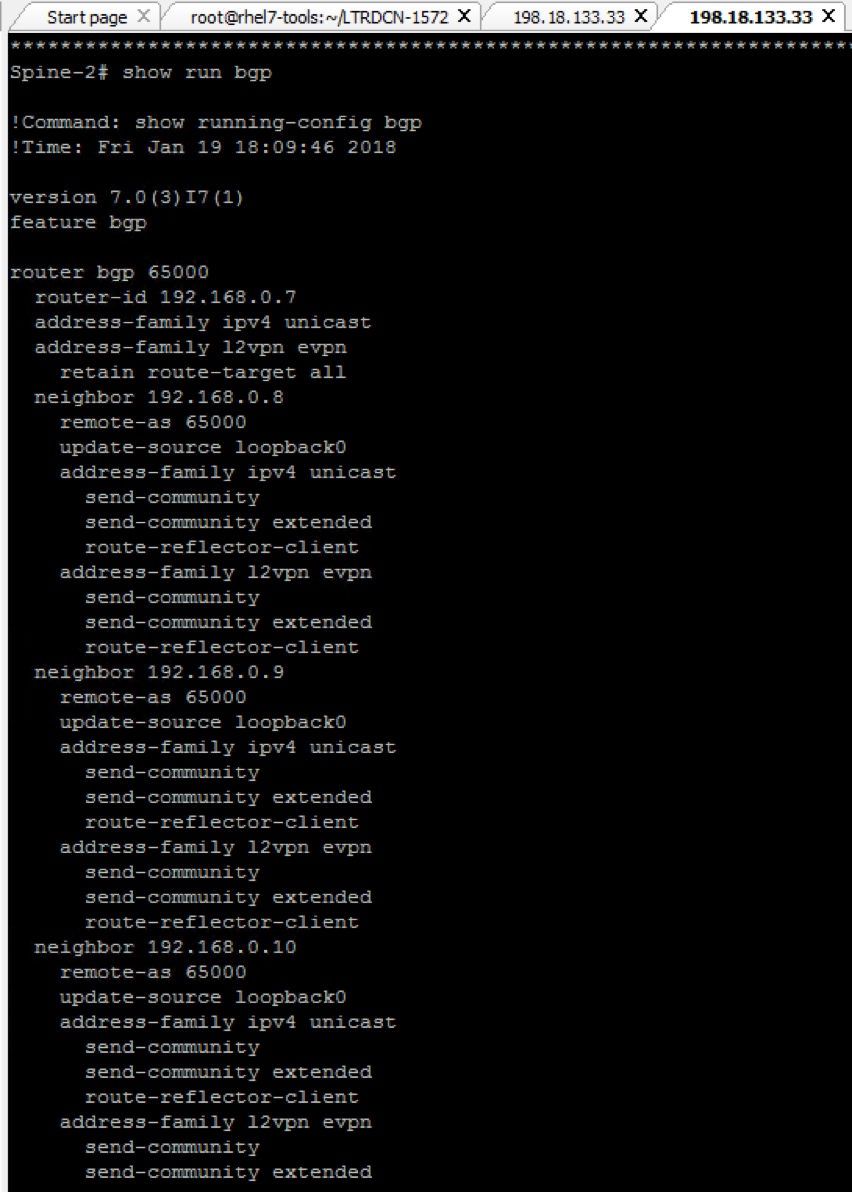 Start page X root@rhel7-tools:~/LTRDCN-1572 X 198.18.133.33 X 198.18.133.33 X
*******************************************************************
Spine-2# show run bgp
!Command: show running-config bgp
!Time: Fri Jan 19 18:09:46 2018
version 7.0(3)I7(1)
feature bgp
router bgp 65000
  router-id 192.168.0.7
  address-family ipv4 unicast
  address-family l2vpn evpn
    retain route-target all
  neighbor 192.168.0.8
    remote-as 65000
    update-source loopback0
    address-family ipv4 unicast
      send-community
      send-community extended
      route-reflector-client
    address-family l2vpn evpn
      send-community
      send-community extended
      route-reflector-client
  neighbor 192.168.0.9
    remote-as 65000
    update-source loopback0
    address-family ipv4 unicast
      send-community
      send-community extended
      route-reflector-client
    address-family l2vpn evpn
      send-community
      send-community extended
      route-reflector-client
  neighbor 192.168.0.10
    remote-as 65000
    update-source loopback0
    address-family ipv4 unicast
      send-community
      send-community extended
      route-reflector-client
    address-family l2vpn evpn
      send-community
      send-community extended